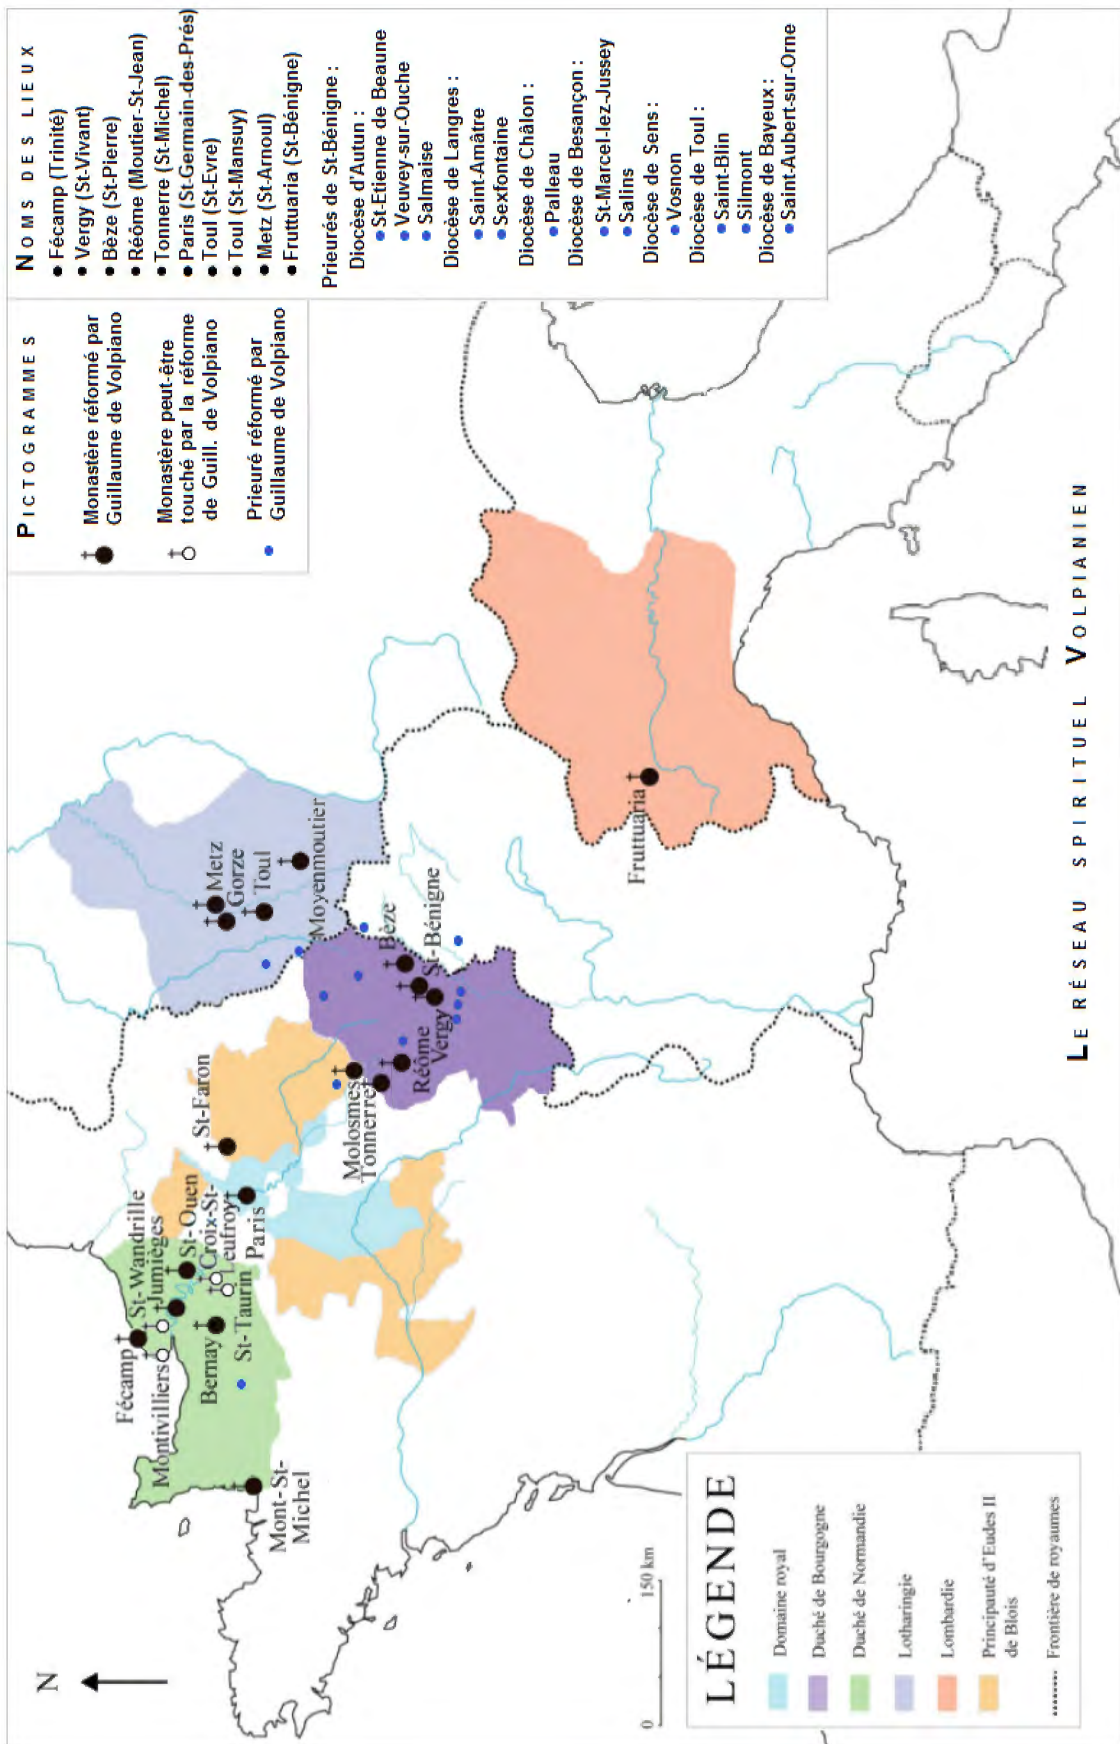 PICTOGRAMMES
Monastère réformé par
Guillaume de Volpiano
Monastère peut-être
touché par la réforme
de Guill. de Volpiano
Prieuré réformé par
Guillaume de Volpiano
NOMS DES LIEUX
• Fécamp (Trinité)
• Vergy (St-Vivant)
• Bèze (St-Pierre)
• Réôme (Moutier-St-Jean)
• Tonnerre (St-Michel)
• Paris (St-Germain-des-Prés)
• Toul (St-Evre)
• Toul (St-Mansuy)
• Metz (St-Arnoul)
• Fruttuaria (St-Bénigne)
Prieurés de St-Bénigne :
Diocèse d'Autun :
• St-Etienne de Beaune
• Veuvey-sur-Ouche
• Salmaise
Diocèse de Langres :
• Saint-Amâtre
• Sexfontaine
Diocèse de Châlon :
• Palleau
Diocèse de Besançon :
• St-Marcel-lez-Jussey
• Salins
Diocèse de Sens :
• Vosnon
Diocèse de Toul :
• Saint-Blin
• Silmont
Diocèse de Bayeux :
• Saint-Aubert-sur-Orne
N
Fécamp
St-Wandrille
Montivilliers
Jumièges
St-Ouen
Croix-St-
Leufroy
Bernay
St-Taurin
Paris
Mont-St-
Michel
St-Faron
Metz
Gorze
Toul
Moyenmoutier
Molosmes
Tonnerre
Réôme
Vergy
Bèze
St-Bénigne
Fruttuaria
0
150 km
LÉGENDE
Domaine royal
Duché de Bourgogne
Duché de Normandie
Lotharingie
Lombardie
Principauté d'Eudes II
de Blois
Frontière de royaumes
LE RÉSEAU SPIRITUEL VOLPIANIEN